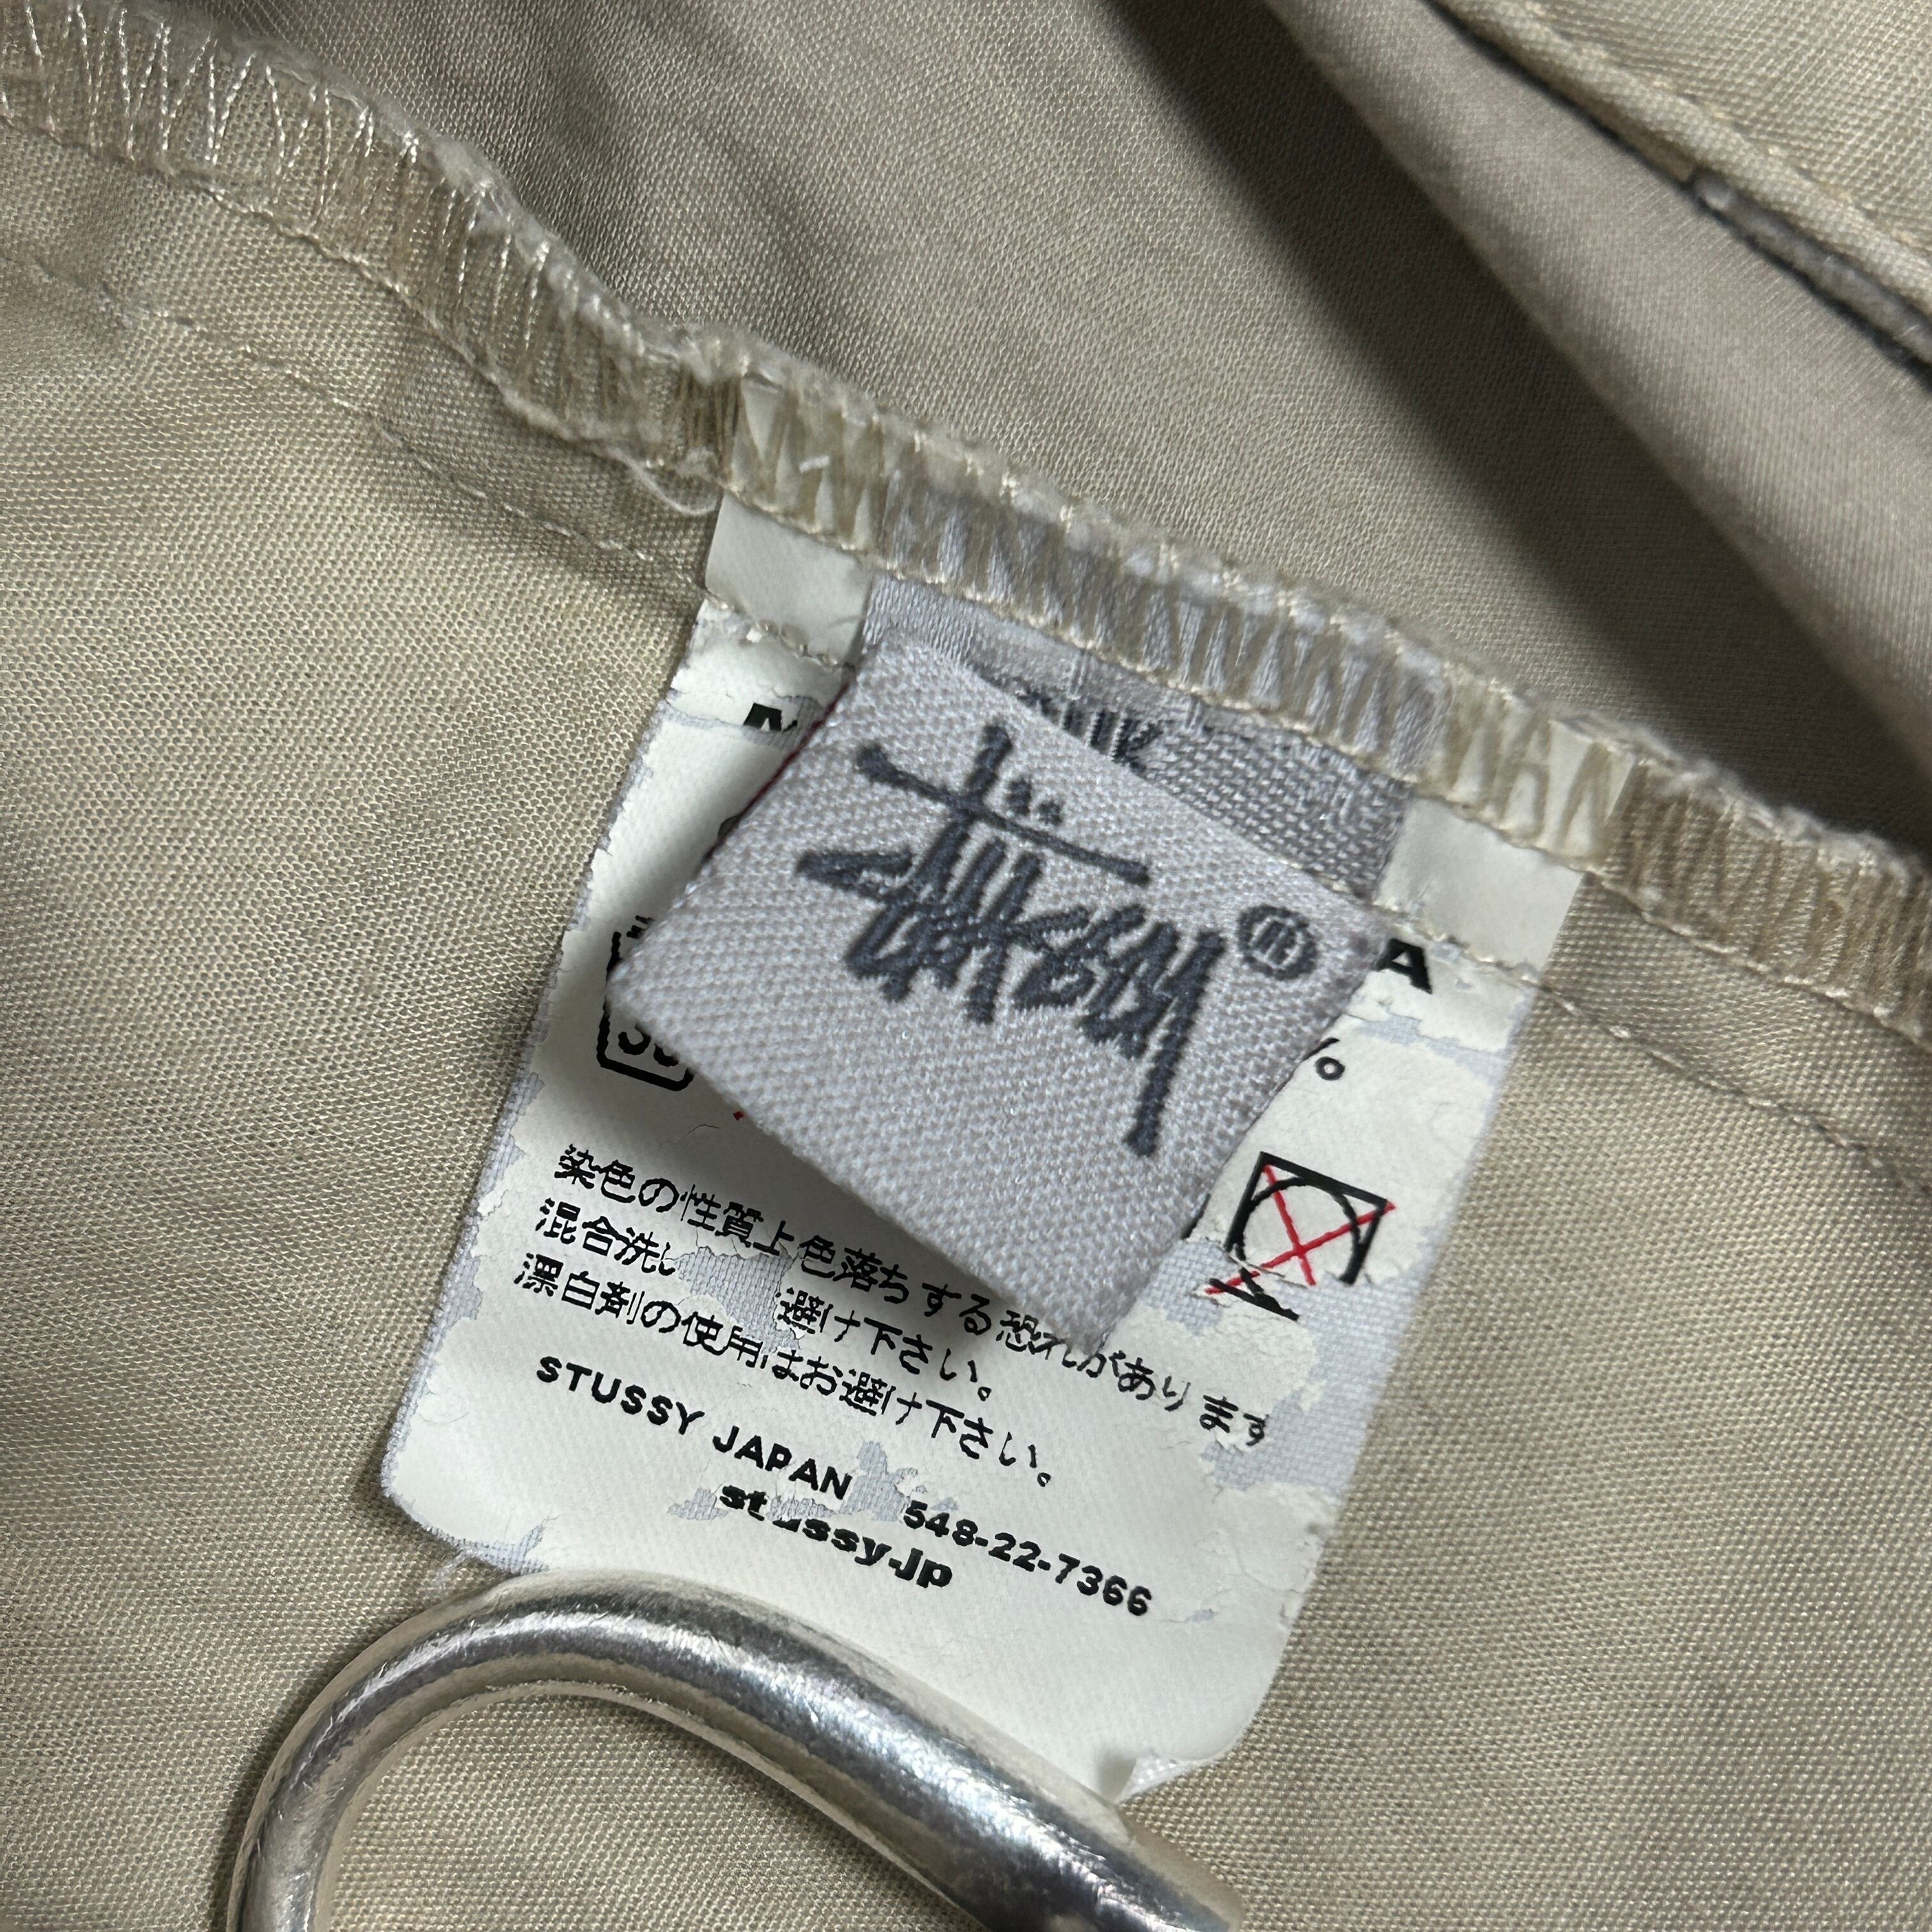 Stüssy ®
A
%
染色の性質上色落ちする恐れがあります
混合洗い 避け下さい。
漂白剤の使用はお避け下さい。
STUSSY JAPAN 548-22-7366
stussy.jp